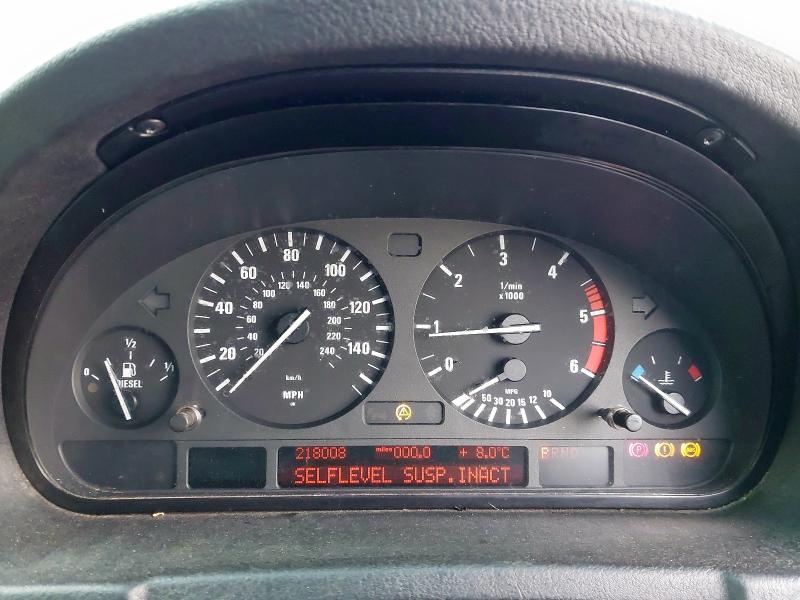 80
60 100
40 120
20 140
120 140
100 160
80 180
60 200
40 220
20 240
km/h
MPH
3
2 4
1/min
x1000
1 5
0 6
MPG
50 30 20 15 12 10
1/2
0 1/1
DIESEL
218008 miles 000.0 + 8.0°C
SELFLEVEL SUSP.INACT
PRND
(P) (!) (ABS)